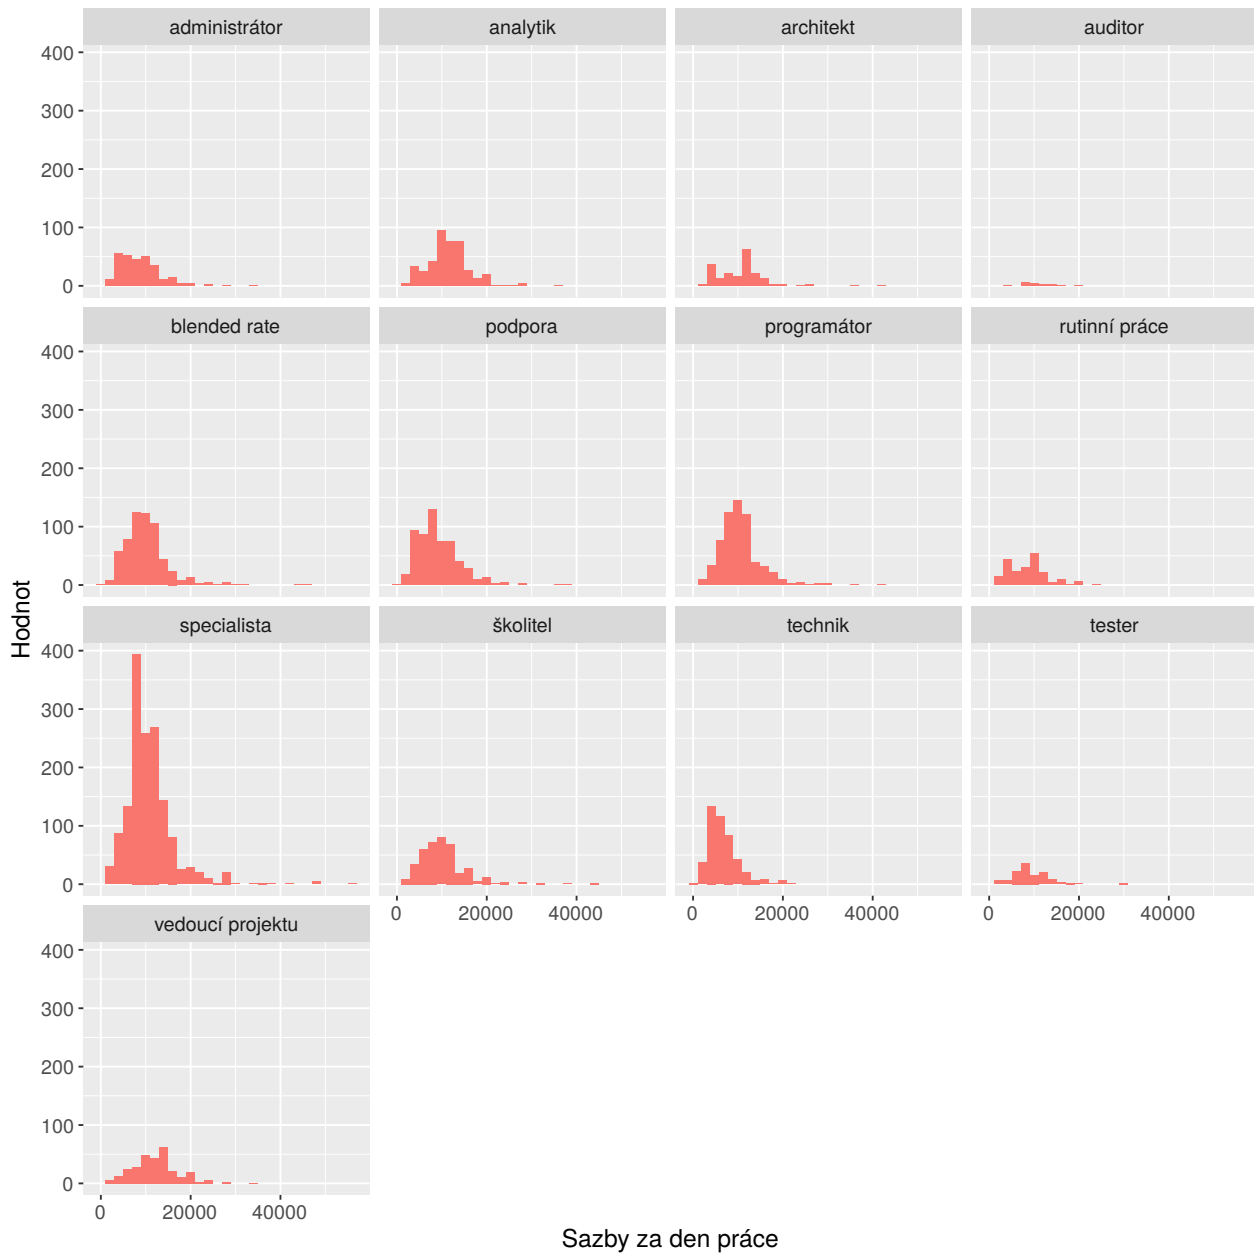 administrátor analytik architekt auditor
400
300
200
100
0
blended rate podpora programátor rutinní práce
400
300
200
100
0
specialista školitel technik tester
400
300
200
100
0
0 20000 40000 0 20000 40000 0 20000 40000
vedoucí projektu
400
300
200
100
0
0 20000 40000
Hodnot
Sazby za den práce